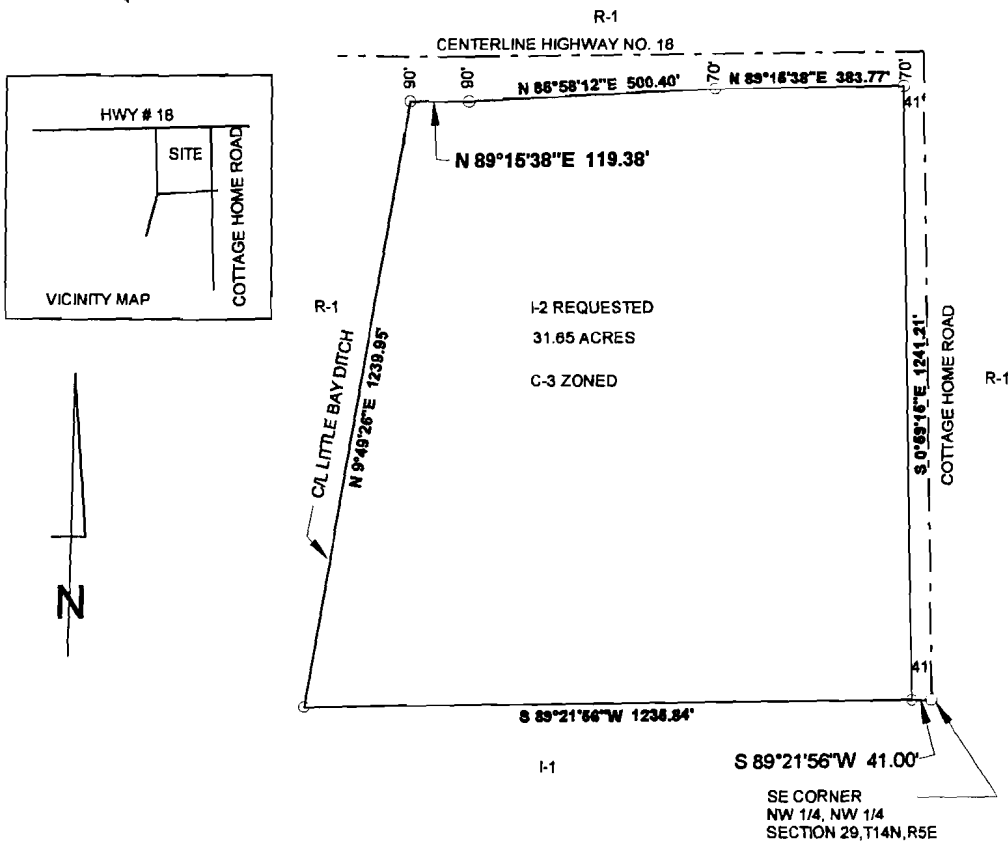 R-1
CENTERLINE HIGHWAY NO. 18
90'
90'
N 86°58'12"E 500.40'
70'
N 89°15'38"E 383.77'
70'
41'
N 89°15'38"E 119.38'
HWY # 18
SITE
COTTAGE HOME ROAD
VICINITY MAP
R-1
I-2 REQUESTED
31.65 ACRES
C-3 ZONED
C/L LITTLE BAY DITCH
N 9°49'26"E 1239.95'
S 0°59'16"E 1241.21'
COTTAGE HOME ROAD
R-1
N
41
S 89°21'56"W 1236.84'
S 89°21'56"W 41.00'
I-1
SE CORNER
NW 1/4, NW 1/4
SECTION 29,T14N,R5E